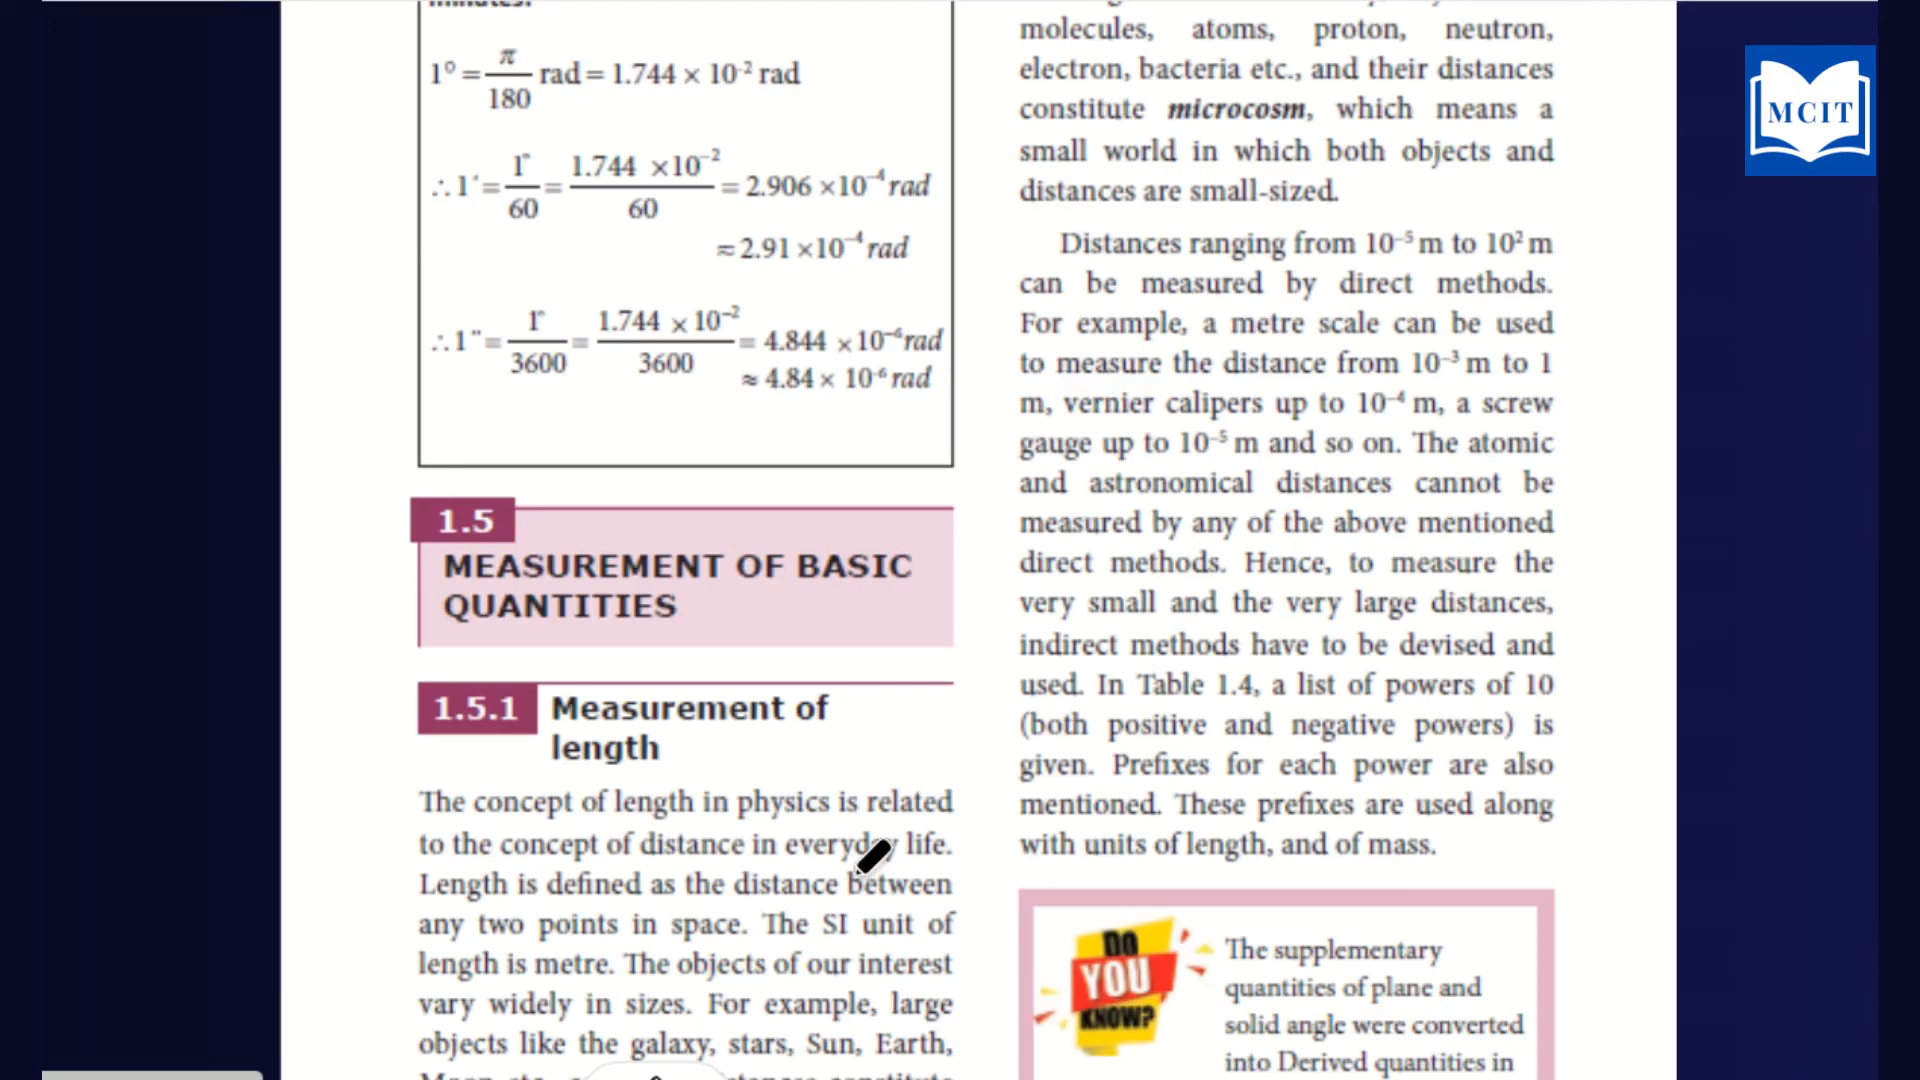 minutes.
1° = π/180 rad = 1.744 × 10⁻² rad
∴ 1′ = 1°/60 = 1.744 ×10⁻²/60 = 2.906 ×10⁻⁴ rad
≈ 2.91 ×10⁻⁴ rad
∴ 1″ = 1°/3600 = 1.744 × 10⁻²/3600 = 4.844 ×10⁻⁶ rad
≈ 4.84 × 10⁻⁶ rad
1.5
MEASUREMENT OF BASIC
QUANTITIES
1.5.1 Measurement of
length
The concept of length in physics is related
to the concept of distance in everyday life.
Length is defined as the distance between
any two points in space. The SI unit of
length is metre. The objects of our interest
vary widely in sizes. For example, large
objects like the galaxy, stars, Sun, Earth,
molecules, atoms, proton, neutron,
electron, bacteria etc., and their distances
constitute microcosm, which means a
small world in which both objects and
distances are small-sized.
Distances ranging from 10⁻⁵ m to 10² m
can be measured by direct methods.
For example, a metre scale can be used
to measure the distance from 10⁻³ m to 1
m, vernier calipers up to 10⁻⁴ m, a screw
gauge up to 10⁻⁵ m and so on. The atomic
and astronomical distances cannot be
measured by any of the above mentioned
direct methods. Hence, to measure the
very small and the very large distances,
indirect methods have to be devised and
used. In Table 1.4, a list of powers of 10
(both positive and negative powers) is
given. Prefixes for each power are also
mentioned. These prefixes are used along
with units of length, and of mass.
DO
YOU
KNOW?
The supplementary
quantities of plane and
solid angle were converted
into Derived quantities in
MCIT